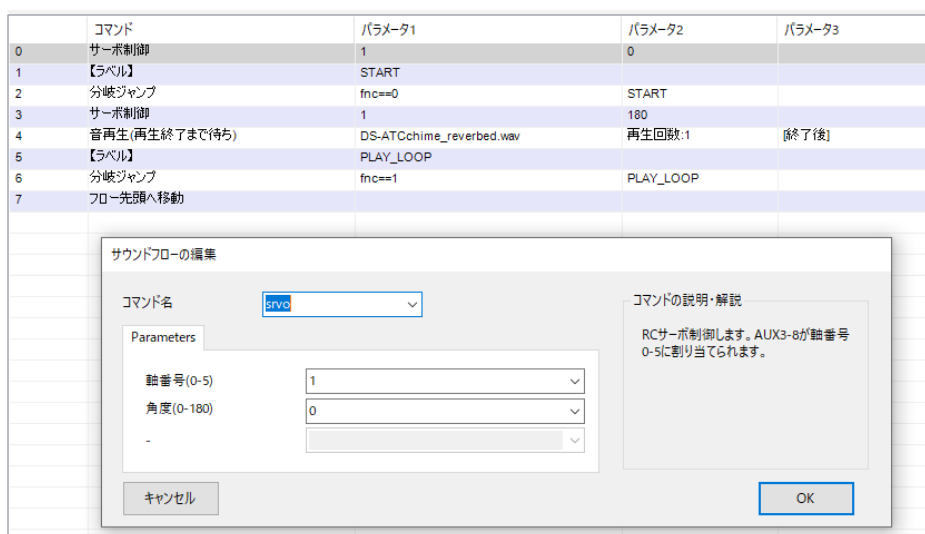 コマンド パラメータ1 パラメータ2 パラメータ3
0 サーボ制御 1 0
1 【ラベル】 START
2 分岐ジャンプ fnc==0 START
3 サーボ制御 1 180
4 音再生(再生終了まで待ち) DS-ATCchime_reverbed.wav 再生回数:1 [終了後]
5 【ラベル】 PLAY_LOOP
6 分岐ジャンプ fnc==1 PLAY_LOOP
7 フロー先頭へ移動
サウンドフローの編集
コマンド名 srvo
Parameters
軸番号(0-5) 1
角度(0-180) 0
-
コマンドの説明・解説
RCサーボ制御します。AUX3-8が軸番号
0-5に割り当てられます。
キャンセル OK